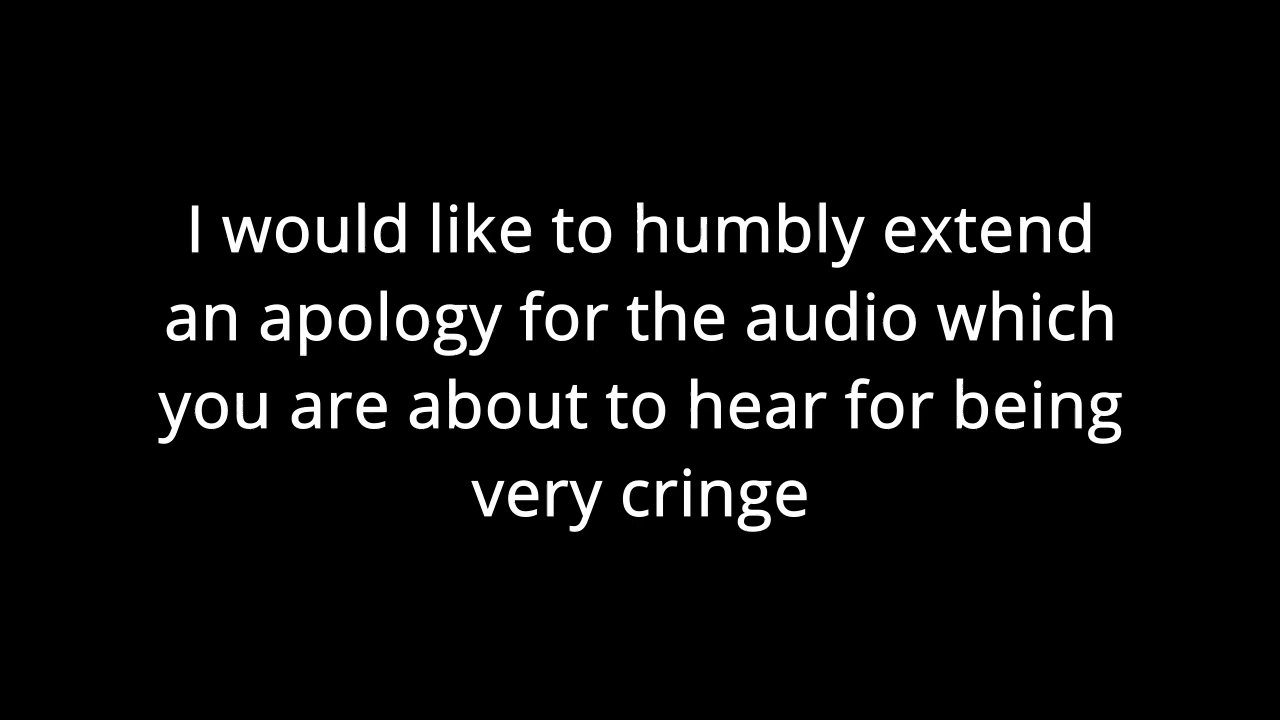 I would like to humbly extend
an apology for the audio which
you are about to hear for being
very cringe